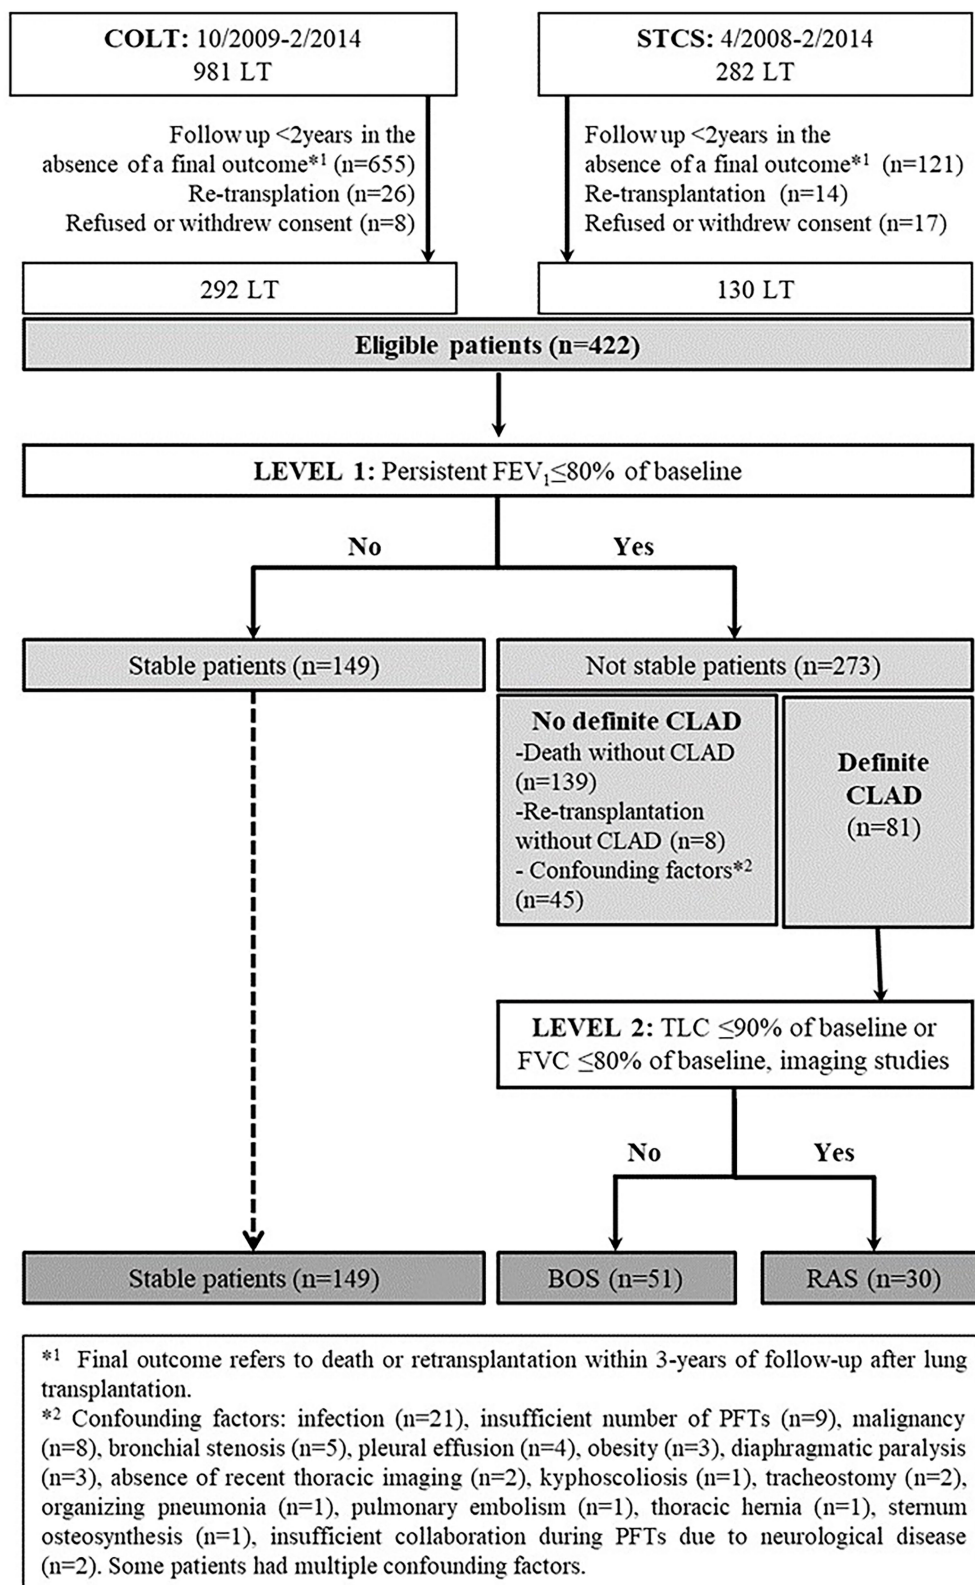 COLT: 10/2009-2/2014
981 LT
STCS: 4/2008-2/2014
282 LT
Follow up <2years in the
absence of a final outcome*1 (n=655)
Re-transplation (n=26)
Refused or withdrew consent (n=8)
Follow up <2years in the
absence of a final outcome*1 (n=121)
Re-transplantation (n=14)
Refused or withdrew consent (n=17)
292 LT
130 LT
Eligible patients (n=422)
LEVEL 1: Persistent FEV1≤80% of baseline
No
Yes
Stable patients (n=149)
Not stable patients (n=273)
No definite CLAD
-Death without CLAD
(n=139)
-Re-transplantation
without CLAD (n=8)
- Confounding factors*2
(n=45)
Definite
CLAD
(n=81)
LEVEL 2: TLC ≤90% of baseline or
FVC ≤80% of baseline, imaging studies
No
Yes
Stable patients (n=149)
BOS (n=51)
RAS (n=30)
*1 Final outcome refers to death or retransplantation within 3-years of follow-up after lung
transplantation.
*2 Confounding factors: infection (n=21), insufficient number of PFTs (n=9), malignancy
(n=8), bronchial stenosis (n=5), pleural effusion (n=4), obesity (n=3), diaphragmatic paralysis
(n=3), absence of recent thoracic imaging (n=2), kyphoscoliosis (n=1), tracheostomy (n=2),
organizing pneumonia (n=1), pulmonary embolism (n=1), thoracic hernia (n=1), sternum
osteosynthesis (n=1), insufficient collaboration during PFTs due to neurological disease
(n=2). Some patients had multiple confounding factors.